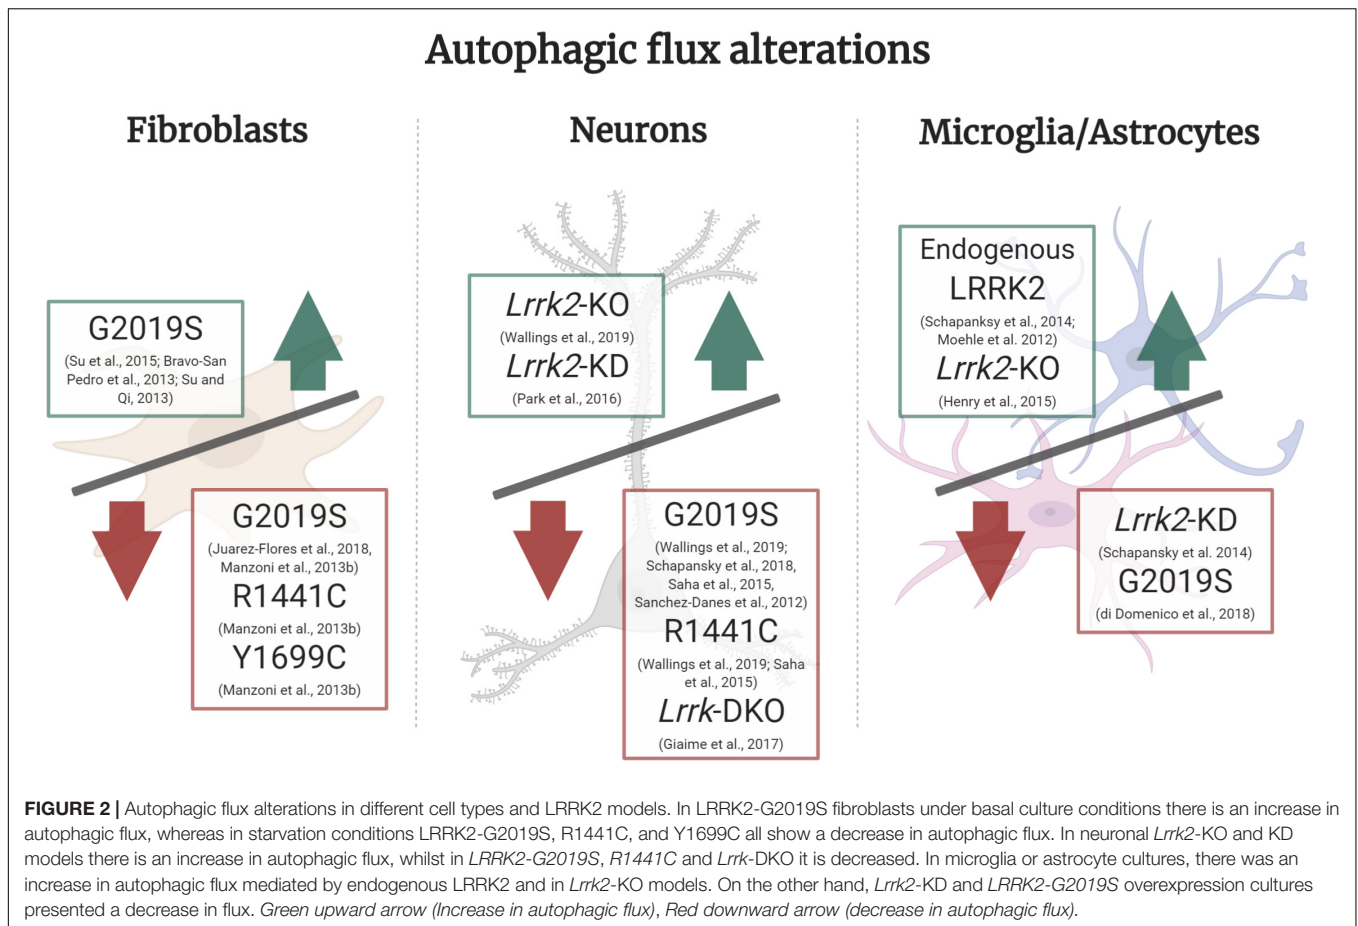 Autophagic flux alterations
Fibroblasts
G2019S
(Su et al., 2015; Bravo-San
Pedro et al., 2013; Su and
Qi, 2013)
G2019S
(Juarez-Flores et al., 2018,
Manzoni et al., 2013b)
R1441C
(Manzoni et al., 2013b)
Y1699C
(Manzoni et al., 2013b)
Neurons
Lrrk2-KO
(Wallings et al., 2019)
Lrrk2-KD
(Park et al., 2016)
G2019S
(Wallings et al., 2019;
Schapansky et al., 2018,
Saha et al., 2015,
Sanchez-Danes et al., 2012)
R1441C
(Wallings et al., 2019; Saha
et al., 2015)
Lrrk-DKO
(Giaime et al., 2017)
Microglia/Astrocytes
Endogenous
LRRK2
(Schapanksy et al., 2014;
Moehle et al. 2012)
Lrrk2-KO
(Henry et al., 2015)
Lrrk2-KD
(Schapansky et al. 2014)
G2019S
(di Domenico et al., 2018)
FIGURE 2 | Autophagic flux alterations in different cell types and LRRK2 models. In LRRK2-G2019S fibroblasts under basal culture conditions there is an increase in
autophagic flux, whereas in starvation conditions LRRK2-G2019S, R1441C, and Y1699C all show a decrease in autophagic flux. In neuronal Lrrk2-KO and KD
models there is an increase in autophagic flux, whilst in LRRK2-G2019S, R1441C and Lrrk-DKO it is decreased. In microglia or astrocyte cultures, there was an
increase in autophagic flux mediated by endogenous LRRK2 and in Lrrk2-KO models. On the other hand, Lrrk2-KD and LRRK2-G2019S overexpression cultures
presented a decrease in flux. Green upward arrow (Increase in autophagic flux), Red downward arrow (decrease in autophagic flux).